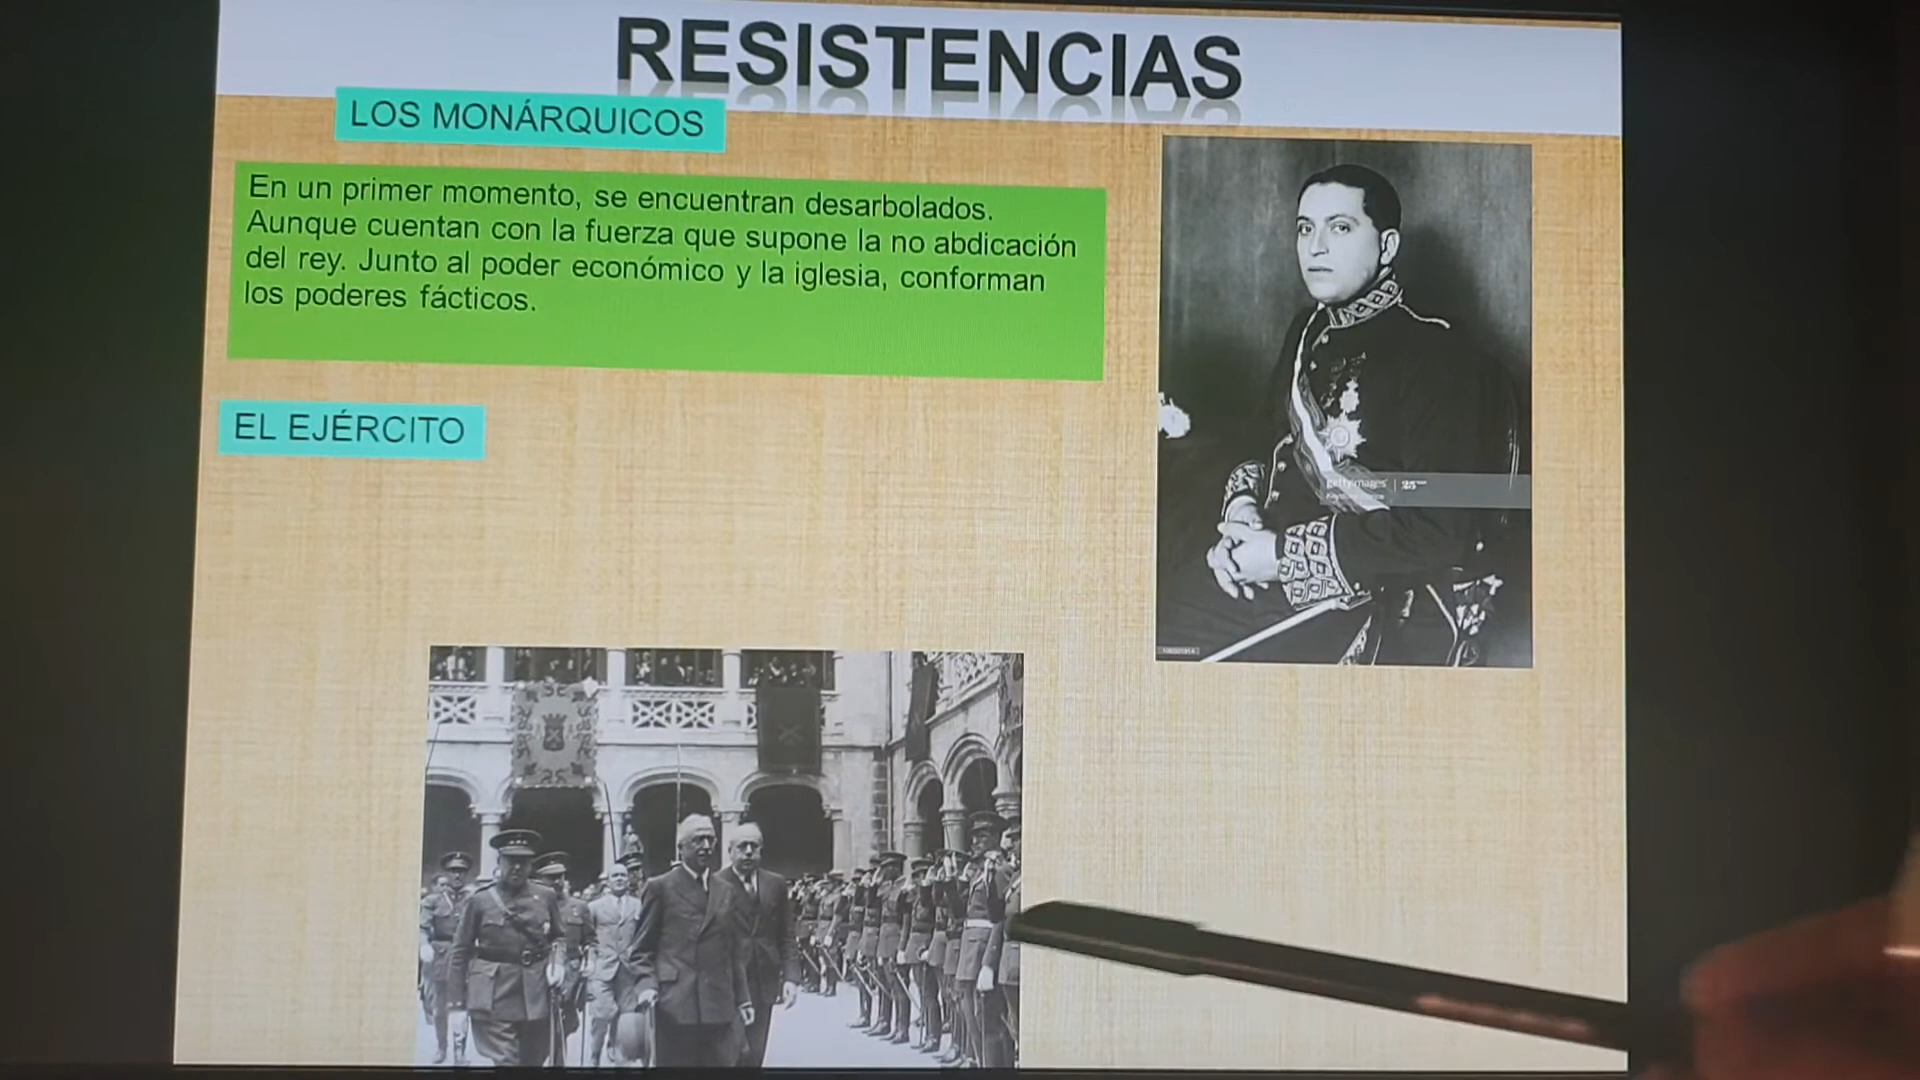 RESISTENCIAS
LOS MONÁRQUICOS
En un primer momento, se encuentran desarbolados.
Aunque cuentan con la fuerza que supone la no abdicación
del rey. Junto al poder económico y la iglesia, conforman
los poderes fácticos.
EL EJÉRCITO
gettyimages